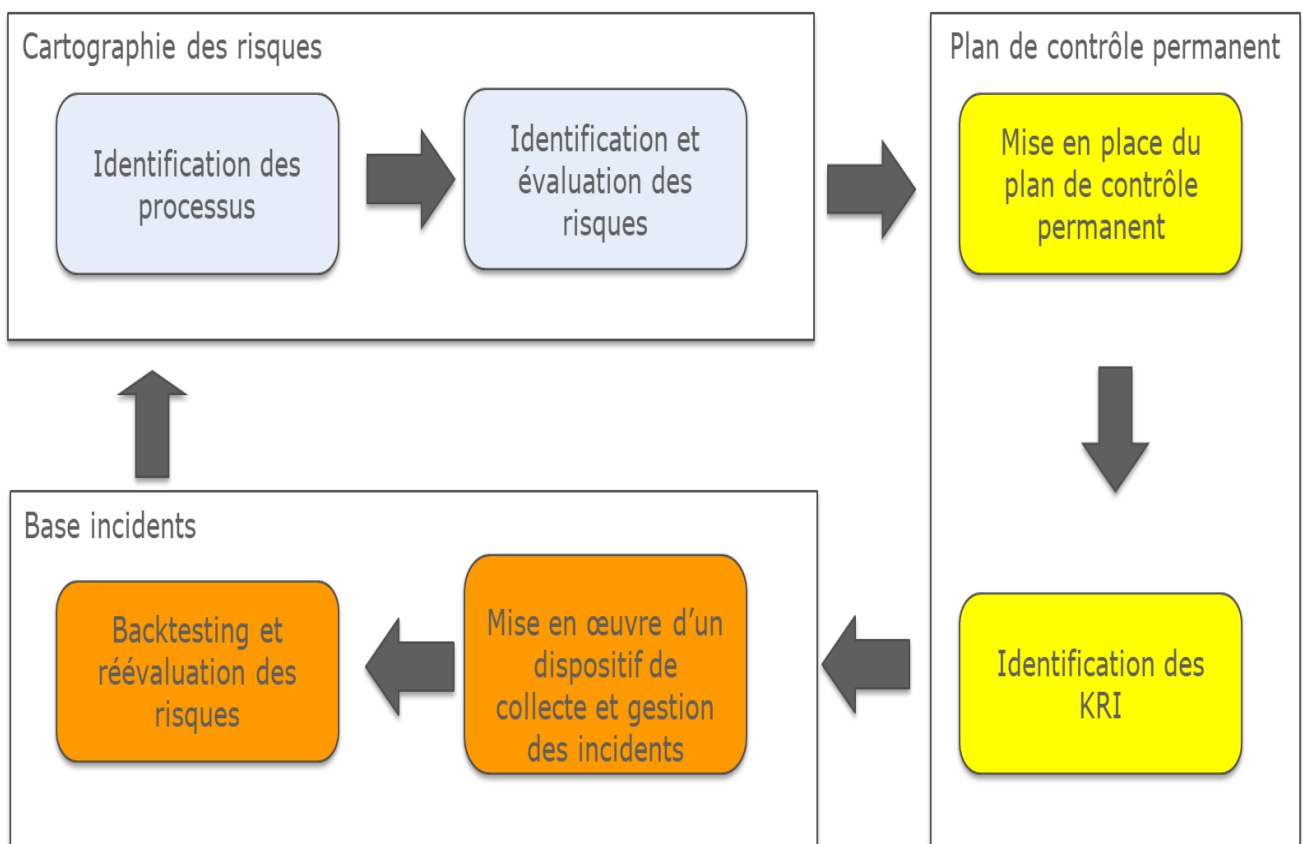 Cartographie des risques
Identification des
processus
Identification et
évaluation des
risques
Plan de contrôle permanent
Mise en place du
plan de contrôle
permanent
Identification des
KRI
Base incidents
Mise en œuvre d’un
dispositif de
collecte et gestion
des incidents
Backtesting et
réévaluation des
risques